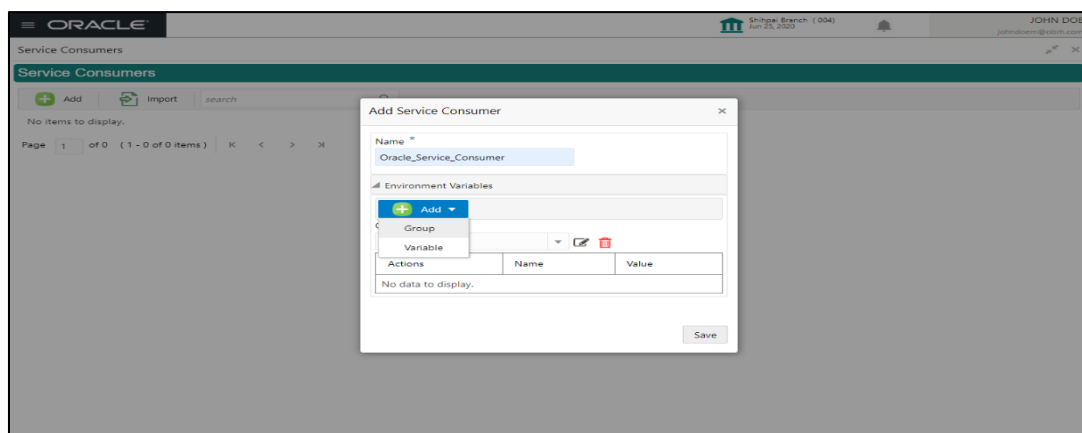 ORACLE
Shihpai Branch ( 004)
Jun 25, 2020
JOHN DOE
Service Consumers
Service Consumers
Add
Import
search
No items to display.
Page 1 of 0 ( 1 - 0 of 0 items )
Add Service Consumer
Name *
Oracle_Service_Consumer
Environment Variables
Add
Group
Variable
Actions Name Value
No data to display.
Save